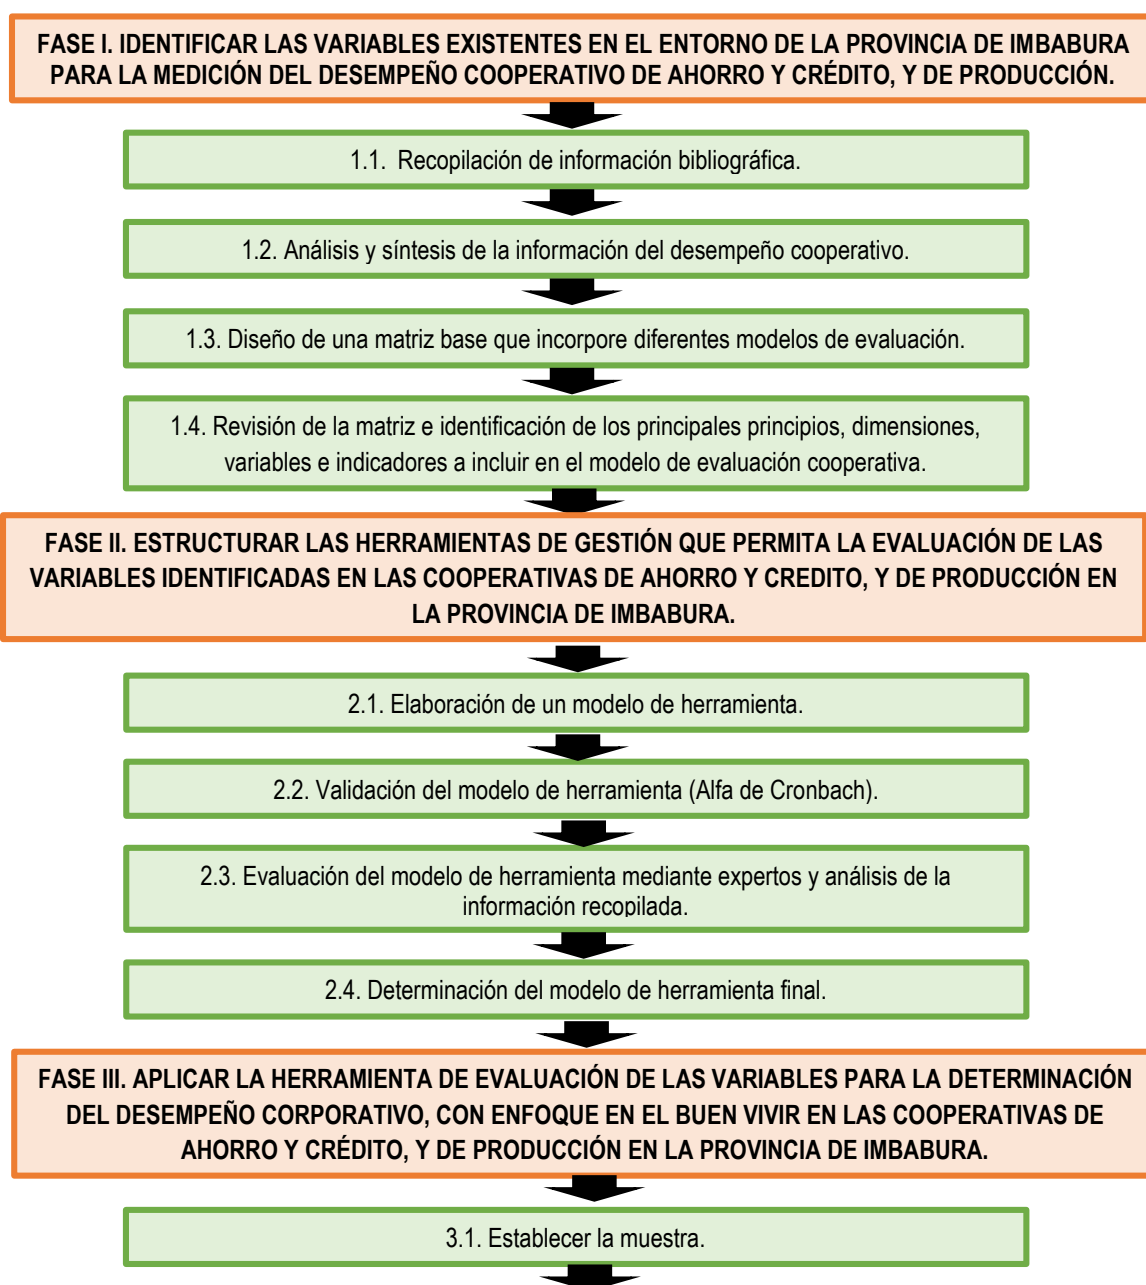 FASE I. IDENTIFICAR LAS VARIABLES EXISTENTES EN EL ENTORNO DE LA PROVINCIA DE IMBABURA
PARA LA MEDICIÓN DEL DESEMPEÑO COOPERATIVO DE AHORRO Y CRÉDITO, Y DE PRODUCCIÓN.
1.1. Recopilación de información bibliográfica.
1.2. Análisis y síntesis de la información del desempeño cooperativo.
1.3. Diseño de una matriz base que incorpore diferentes modelos de evaluación.
1.4. Revisión de la matriz e identificación de los principales principios, dimensiones,
variables e indicadores a incluir en el modelo de evaluación cooperativa.
FASE II. ESTRUCTURAR LAS HERRAMIENTAS DE GESTIÓN QUE PERMITA LA EVALUACIÓN DE LAS
VARIABLES IDENTIFICADAS EN LAS COOPERATIVAS DE AHORRO Y CREDITO, Y DE PRODUCCIÓN EN
LA PROVINCIA DE IMBABURA.
2.1. Elaboración de un modelo de herramienta.
2.2. Validación del modelo de herramienta (Alfa de Cronbach).
2.3. Evaluación del modelo de herramienta mediante expertos y análisis de la
información recopilada.
2.4. Determinación del modelo de herramienta final.
FASE III. APLICAR LA HERRAMIENTA DE EVALUACIÓN DE LAS VARIABLES PARA LA DETERMINACIÓN
DEL DESEMPEÑO CORPORATIVO, CON ENFOQUE EN EL BUEN VIVIR EN LAS COOPERATIVAS DE
AHORRO Y CRÉDITO, Y DE PRODUCCIÓN EN LA PROVINCIA DE IMBABURA.
3.1. Establecer la muestra.